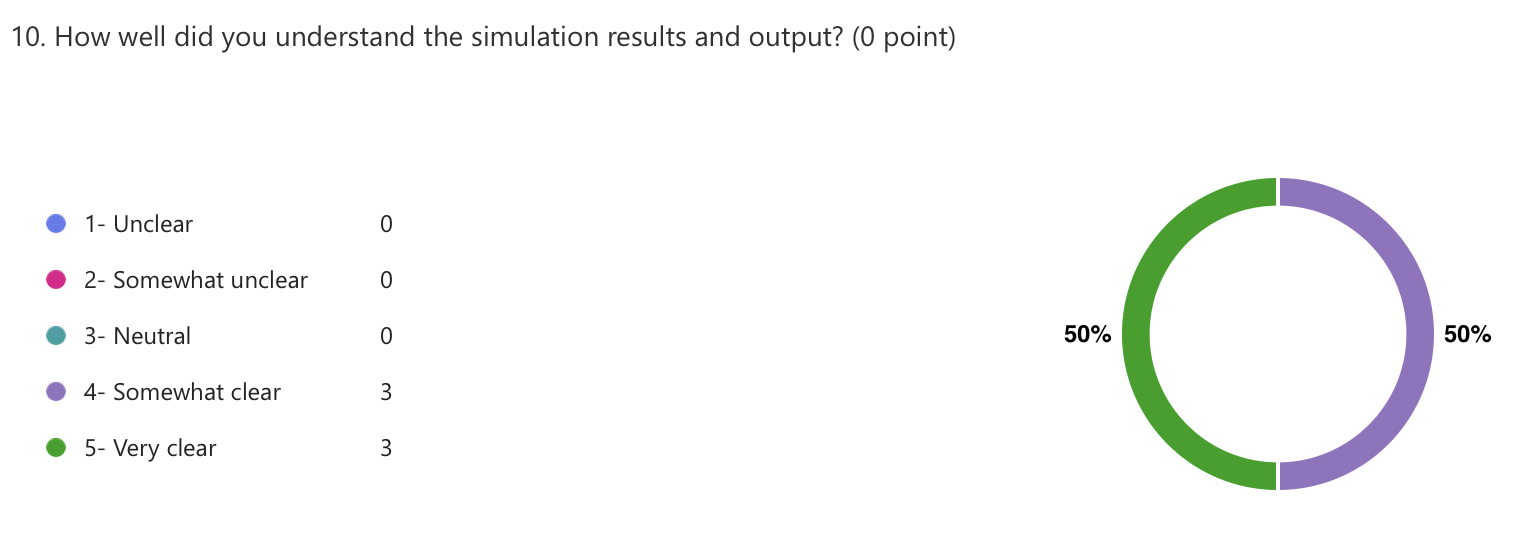 10. How well did you understand the simulation results and output? (0 point)
1- Unclear 0
2- Somewhat unclear 0
3- Neutral 0
4- Somewhat clear 3
5- Very clear 3
50% 50%